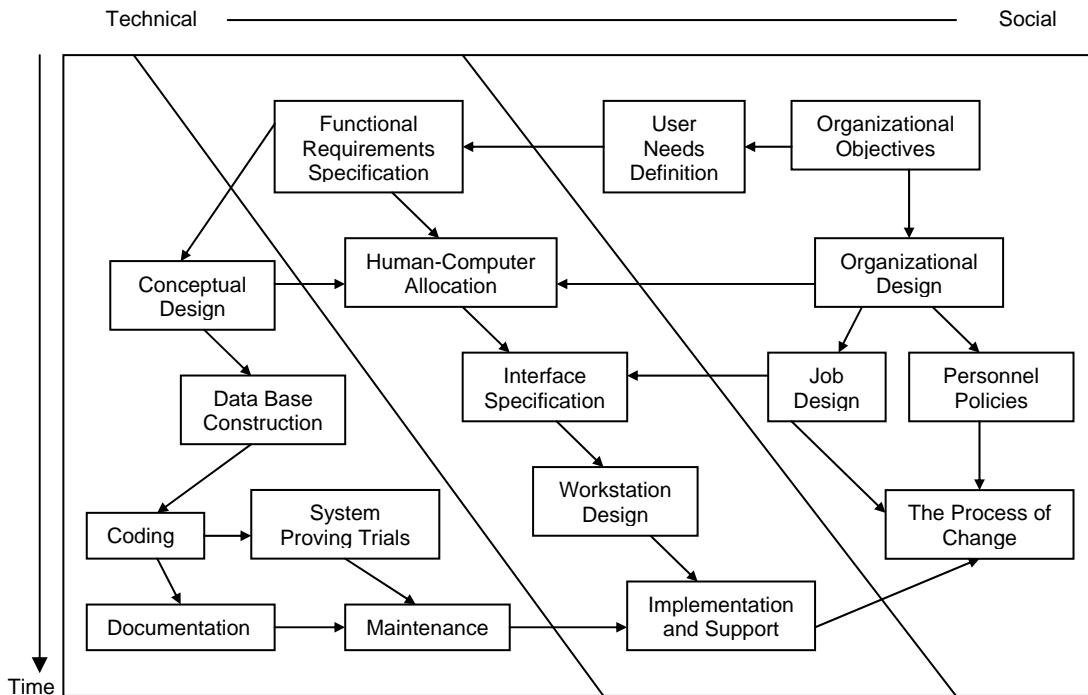 Technical
Social
Functional
Requirements
Specification
User
Needs
Definition
Organizational
Objectives
Conceptual
Design
Human-Computer
Allocation
Organizational
Design
Data Base
Construction
Interface
Specification
Job
Design
Personnel
Policies
Coding
System
Proving Trials
Workstation
Design
The Process of
Change
Documentation
Maintenance
Implementation
and Support
Time